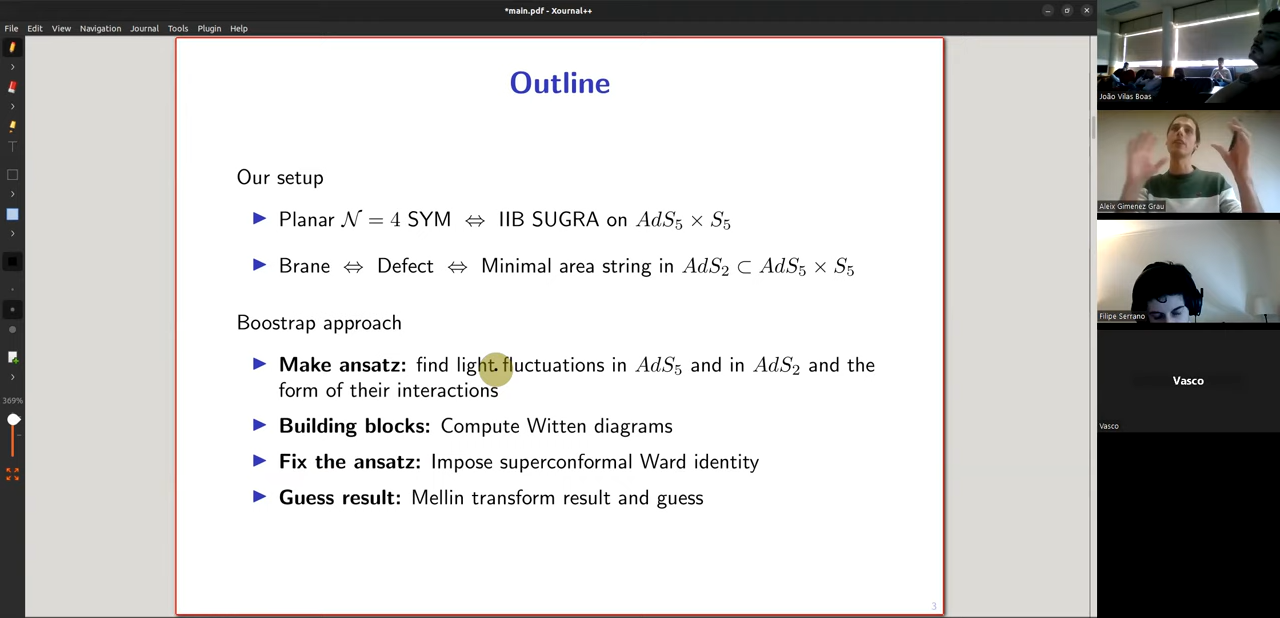 *main.pdf - Xournal++
File Edit View Navigation Journal Tools Plugin Help
Outline
Our setup
▶ Planar 𝒩 = 4 SYM ⇔ IIB SUGRA on AdS₅ × S₅
▶ Brane ⇔ Defect ⇔ Minimal area string in AdS₂ ⊂ AdS₅ × S₅
Boostrap approach
▶ Make ansatz: find light fluctuations in AdS₅ and in AdS₂ and the
form of their interactions
▶ Building blocks: Compute Witten diagrams
▶ Fix the ansatz: Impose superconformal Ward identity
▶ Guess result: Mellin transform result and guess
3
369%
João Vilas Boas
Aleix Gimenez Grau
Filipe Serrano
Vasco
Vasco